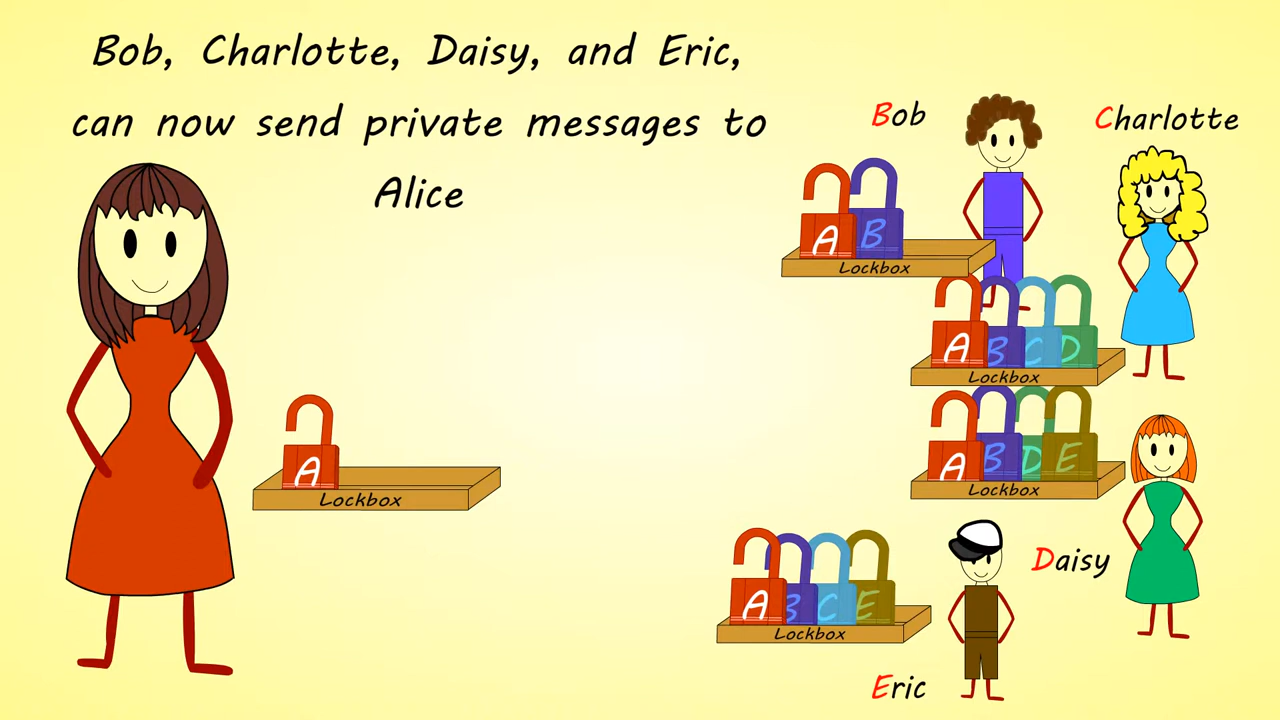 Bob, Charlotte, Daisy, and Eric,
can now send private messages to
Alice
Bob
Charlotte
A B
Lockbox
A B C D
Lockbox
A
Lockbox
A B D E
Lockbox
A B C E
Lockbox
Daisy
Eric